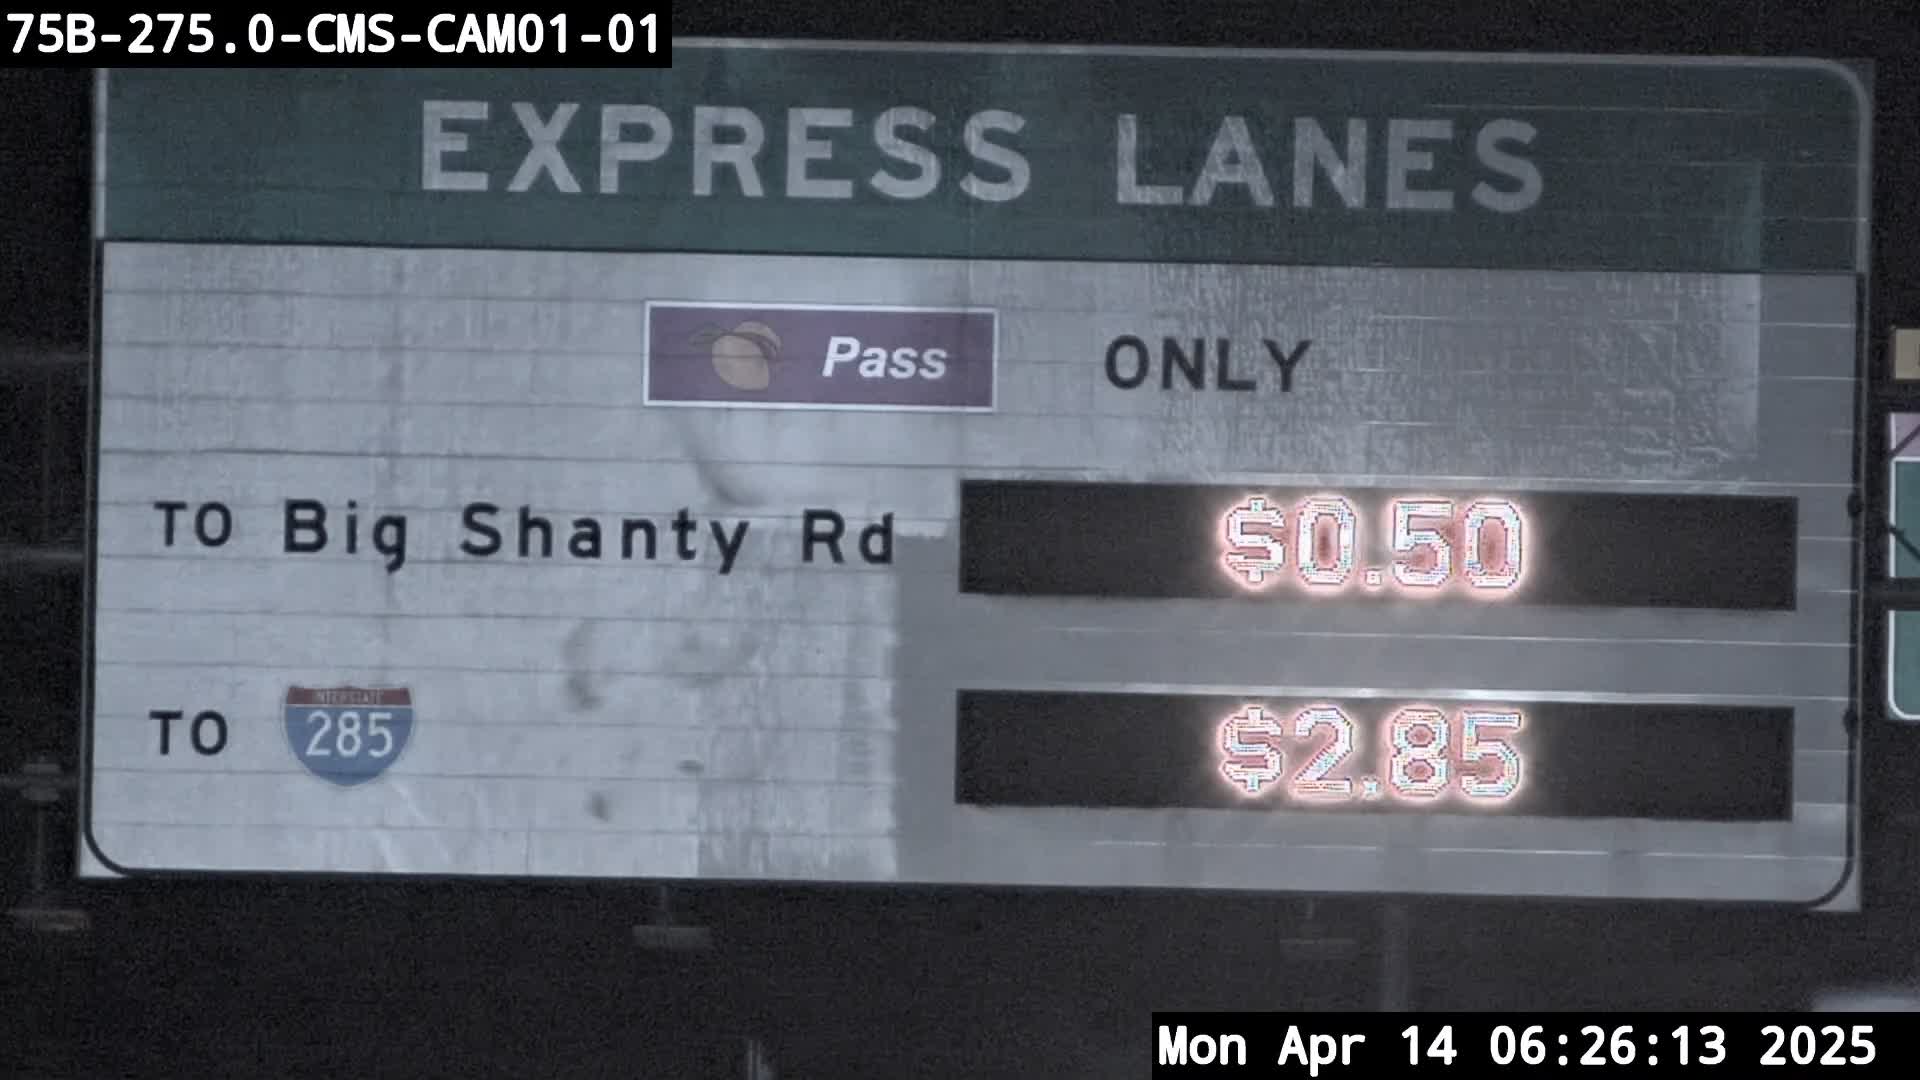 75B-275.0-CMS-CAM01-01
EXPRESS LANES
Pass ONLY
TO Big Shanty Rd $0.50
INTERSTATE
TO 285 $2.85
Mon Apr 14 06:26:13 2025